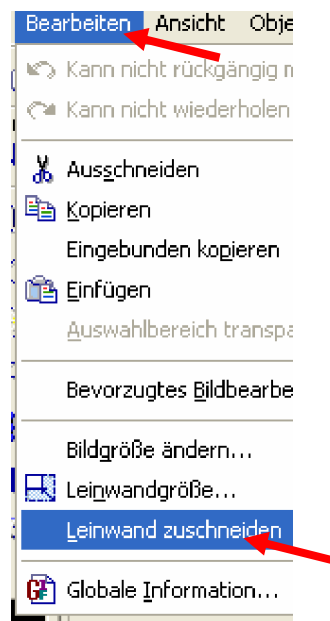 Bearbeiten Ansicht Obje
Kann nicht rückgängig
Kann nicht wiederholen
Ausschneiden
Kopieren
Eingebunden kopieren
Einfügen
Auswahlbereich transpa
Bevorzugtes Bildbearbe
Bildgröße ändern...
Leinwandgröße...
Leinwand zuschneiden
Globale Information...